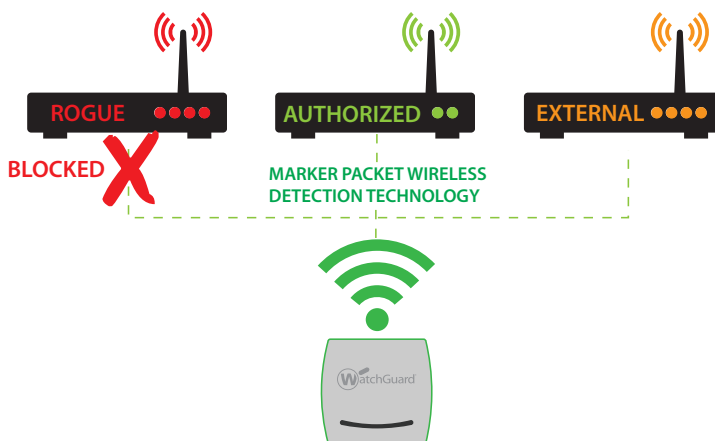 ROGUE
AUTHORIZED
EXTERNAL
BLOCKED
MARKER PACKET WIRELESS
DETECTION TECHNOLOGY
WatchGuard